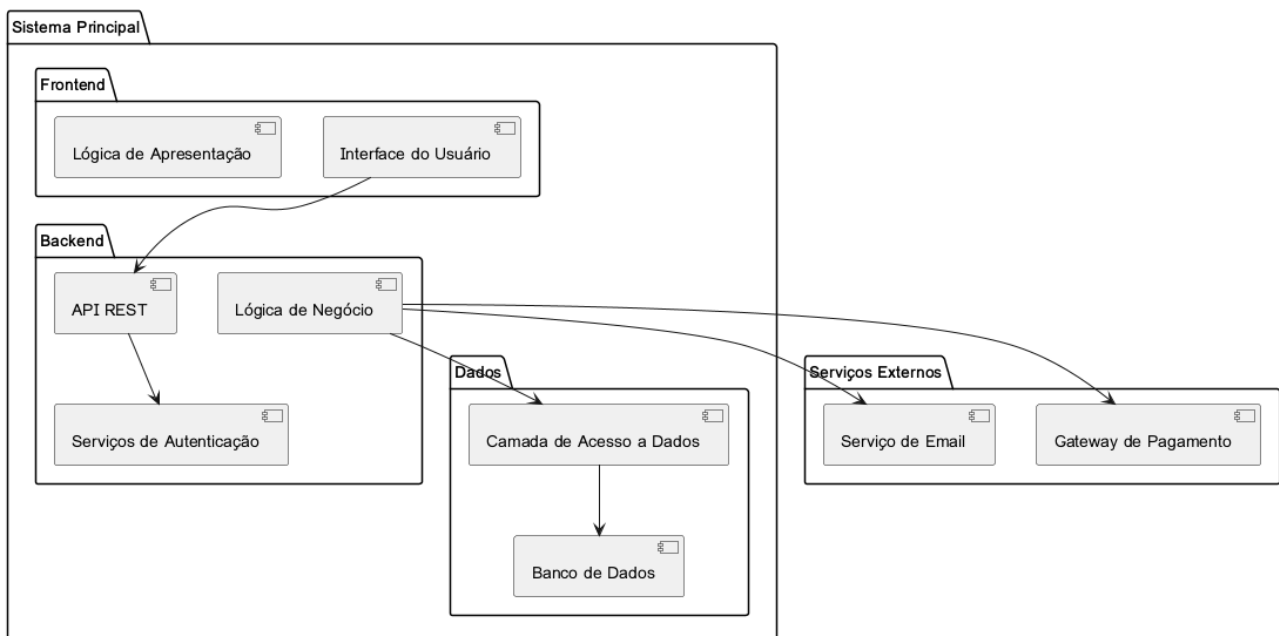 Sistema Principal
Frontend
Lógica de Apresentação
Interface do Usuário
Backend
API REST
Lógica de Negócio
Dados
Serviços Externos
Serviços de Autenticação
Camada de Acesso a Dados
Serviço de Email
Gateway de Pagamento
Banco de Dados